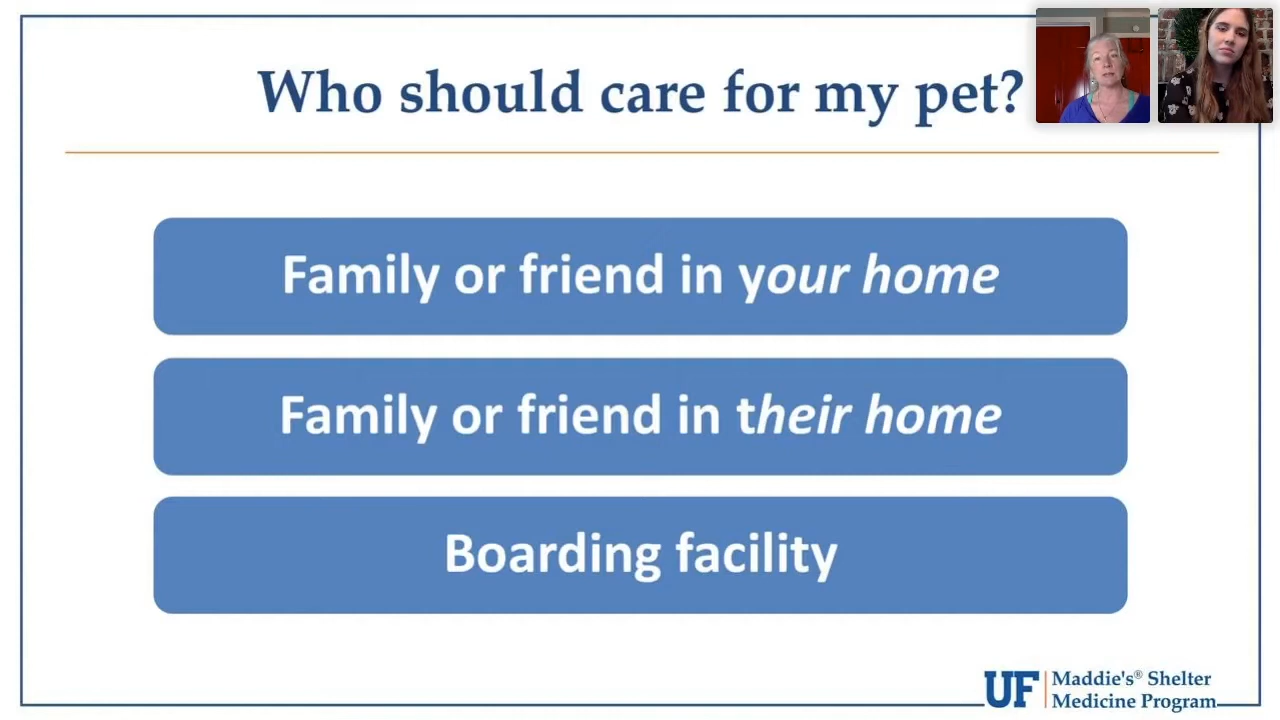 Who should care for my pet?
Family or friend in your home
Family or friend in their home
Boarding facility
UF Maddie's® Shelter
Medicine Program